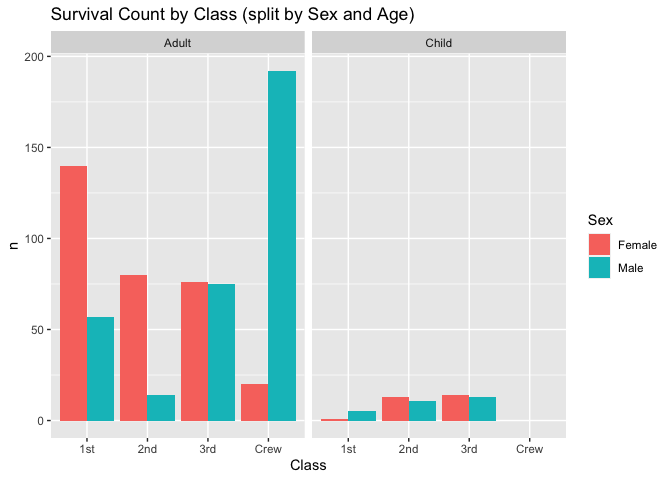 Survival Count by Class (split by Sex and Age)
Adult
Child
200
150
100
50
0
n
1st 2nd 3rd Crew
1st 2nd 3rd Crew
Class
Sex
Female
Male